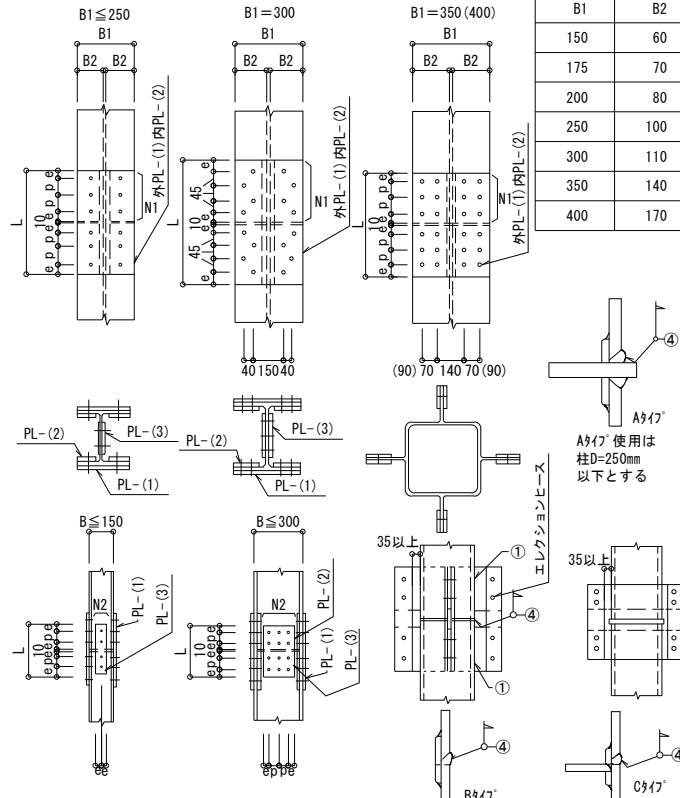 B1≦250
B1
B2 B2
L
e
p
p
e
10
e
p
p
e
N1
外PL-(1) 内PL-(2)
B1=300
B1
B2 B2
L
e
45
e
10
e
45
e
N1
外PL-(1) 内PL-(2)
40 150 40
B1=350(400)
B1
B2 B2
L
e
p
p
e
10
e
p
p
e
N1
外PL-(1) 内PL-(2)
(90) 70 140 70 (90)
B1 B2
150 60
175 70
200 80
250 100
300 110
350 140
400 170
④
Aﾀｲﾌﾟ
Aﾀｲﾌﾟ使用は
柱D=250mm
以下とする
PL-(2)
PL-(3)
PL-(1)
PL-(2)
PL-(3)
PL-(1)
B≦150
B
N2
PL-(1)
PL-(3)
L
e
p
e
10
e
p
e
ee
B≦300
B
N2
PL-(2)
PL-(1)
PL-(3)
L
e
p
e
10
e
p
e
epe
35以上
①
エレクションピース
④
①
35以上
④
Bﾀｲﾌﾟ
④
Cﾀｲﾌﾟ